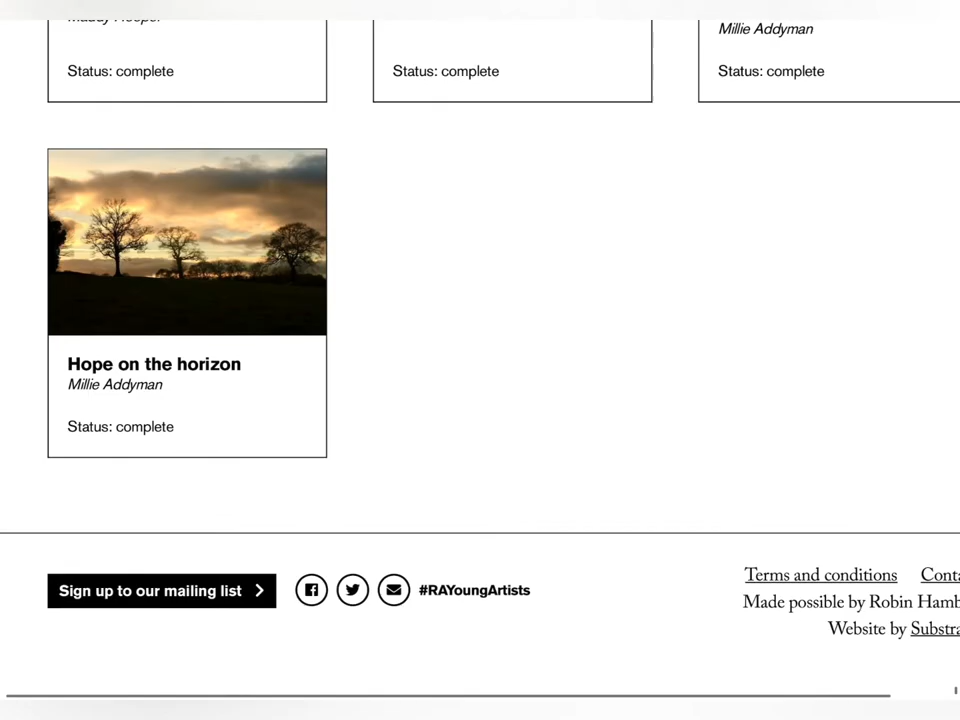 Millie Addyman
Status: complete
Status: complete
Status: complete
Hope on the horizon
Millie Addyman
Status: complete
Sign up to our mailing list
#RAYoungArtists
Terms and conditions
Made possible by Robin
Website by